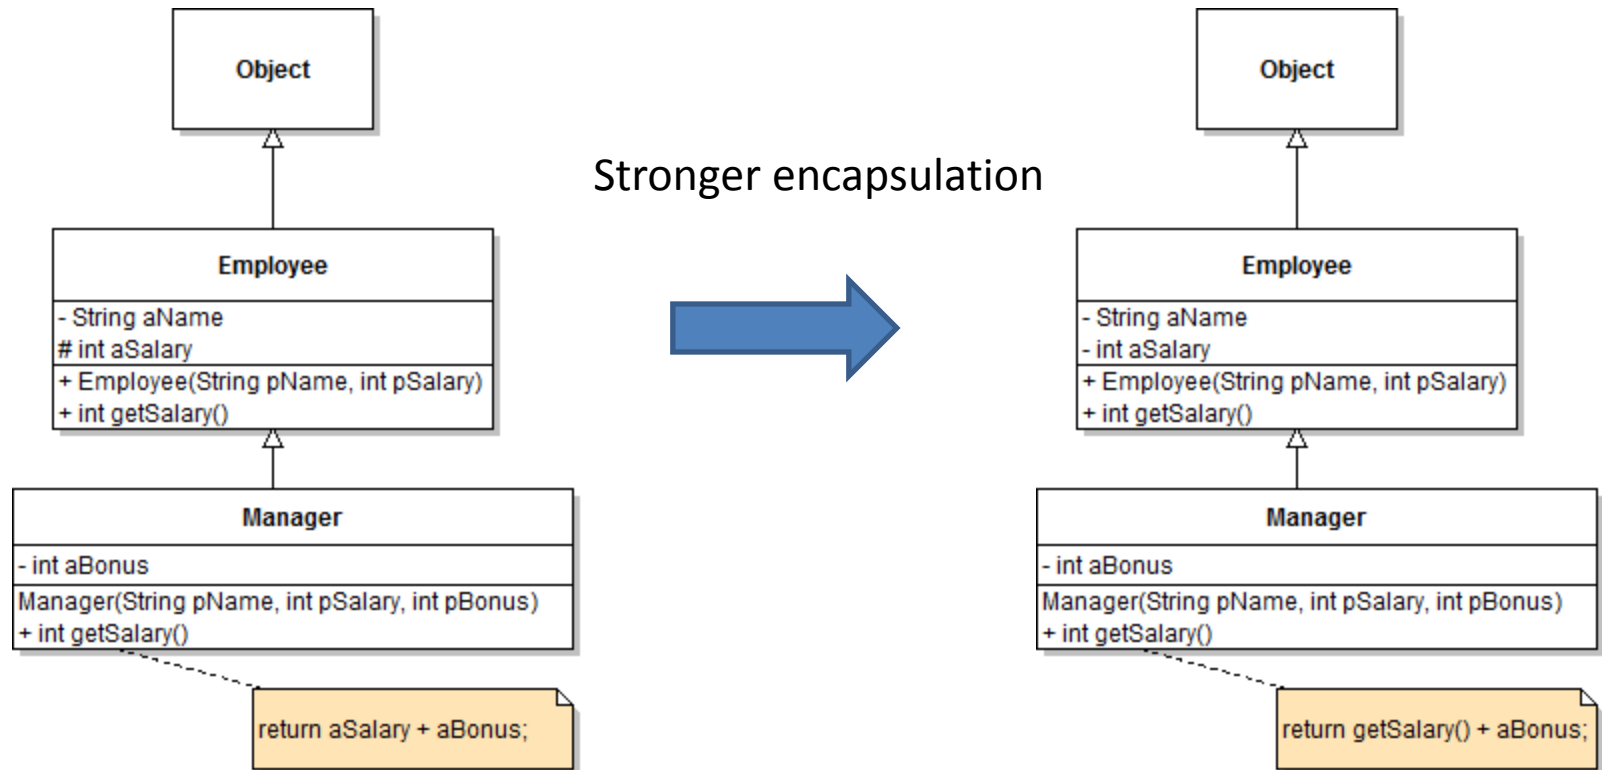 Object
Employee
- String aName
# int aSalary
+ Employee(String pName, int pSalary)
+ int getSalary()
Manager
- int aBonus
Manager(String pName, int pSalary, int pBonus)
+ int getSalary()
return aSalary + aBonus;
Stronger encapsulation
Object
Employee
- String aName
- int aSalary
+ Employee(String pName, int pSalary)
+ int getSalary()
Manager
- int aBonus
Manager(String pName, int pSalary, int pBonus)
+ int getSalary()
return getSalary() + aBonus;